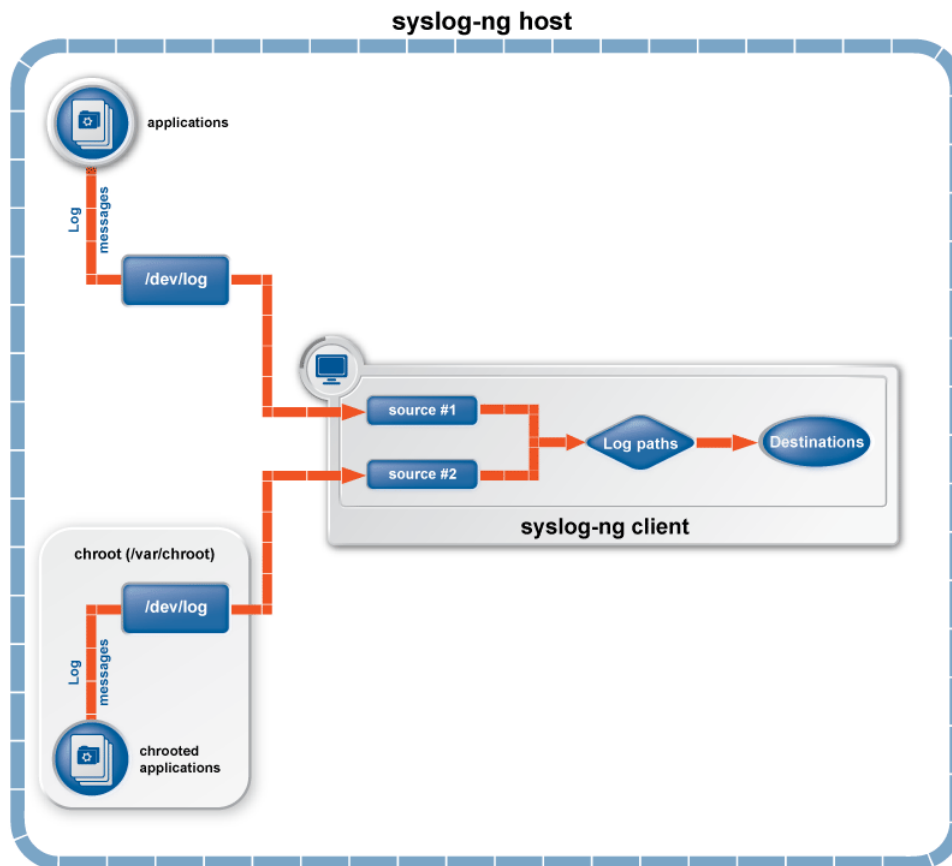 syslog-ng host
applications
Log
messages
/dev/log
source #1
Log paths
Destinations
source #2
syslog-ng client
chroot (/var/chroot)
/dev/log
Log
messages
chrooted
applications